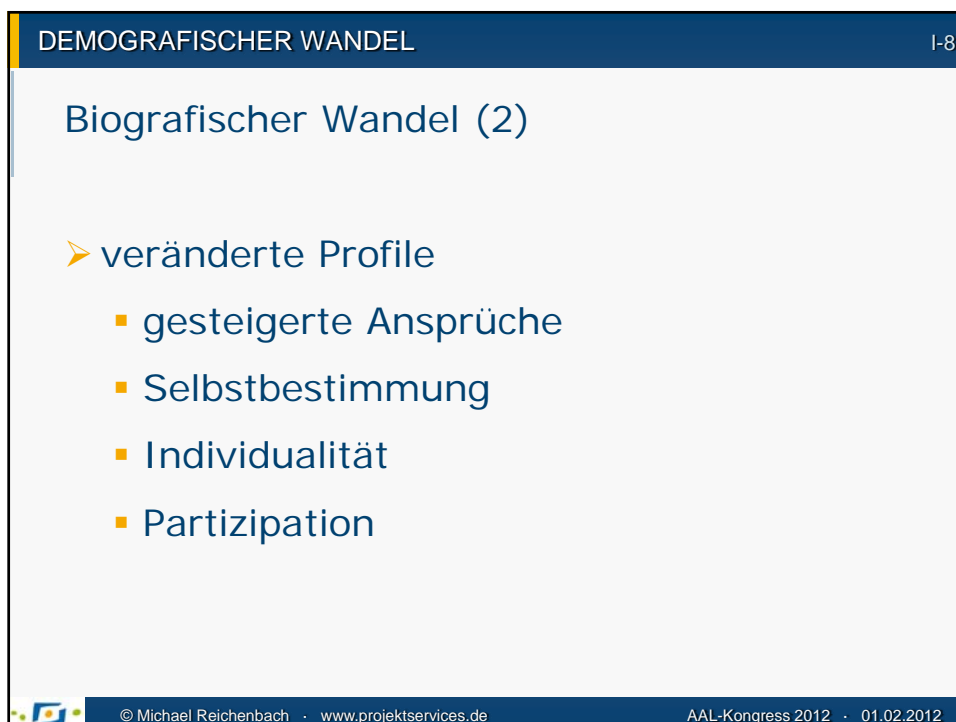 DEMOGRAFISCHER WANDEL I-8
Biografischer Wandel (2)
veränderte Profile
gesteigerte Ansprüche
Selbstbestimmung
Individualität
Partizipation
© Michael Reichenbach · www.projektservices.de AAL-Kongress 2012 · 01.02.2012